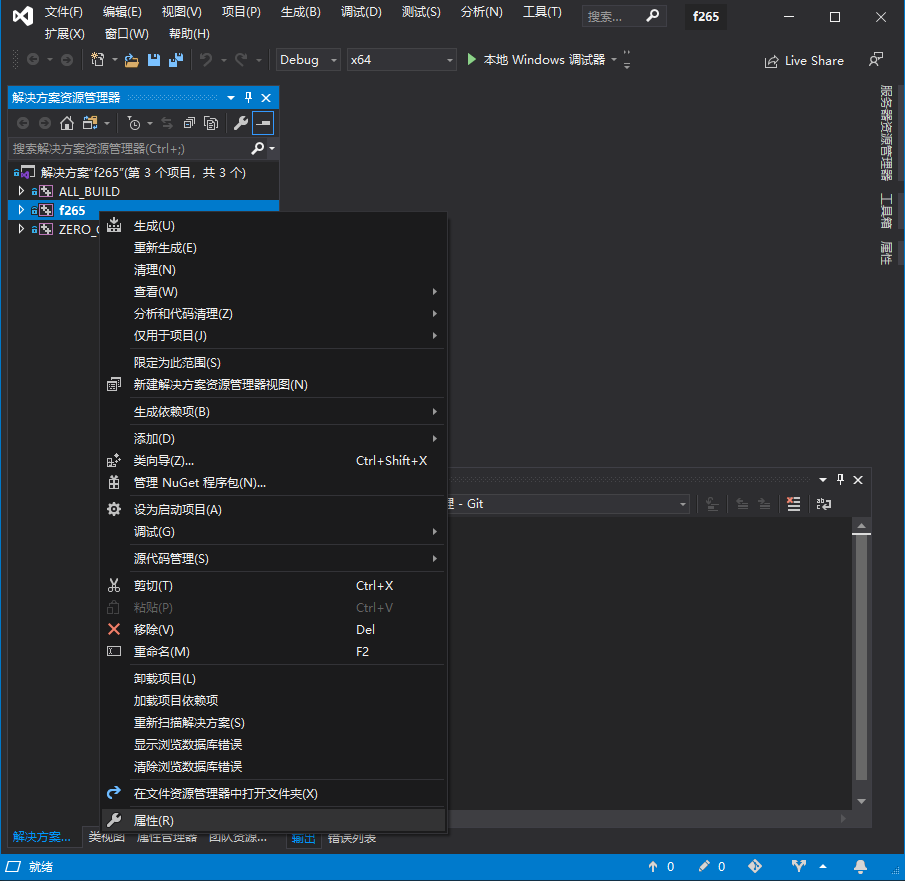 文件(F) 编辑(E) 视图(V) 项目(P) 生成(B) 调试(D) 测试(S) 分析(N) 工具(T) 搜索... f265
扩展(X) 窗口(W) 帮助(H)
Debug x64 本地 Windows 调试器 Live Share
解决方案资源管理器
搜索解决方案资源管理器(Ctrl+;)
解决方案“f265”(第 3 个项目，共 3 个)
ALL_BUILD
f265
ZERO_C
生成(U)
重新生成(E)
清理(N)
查看(W)
分析和代码清理(Z)
仅用于项目(J)
限定为此范围(S)
新建解决方案资源管理器视图(N)
生成依赖项(B)
添加(D)
类向导(Z)... Ctrl+Shift+X
管理 NuGet 程序包(N)...
设为启动项目(A)
调试(G)
源代码管理(S)
剪切(T) Ctrl+X
粘贴(P) Ctrl+V
移除(V) Del
重命名(M) F2
卸载项目(L)
加载项目依赖项
重新扫描解决方案(S)
显示浏览数据库错误
清除浏览数据库错误
在文件资源管理器中打开文件夹(X)
属性(R)
理 - Git
服务器资源管理器
工具箱
属性
解决方案... 类视图 属性管理器 团队资源... 输出 错误列表
就绪 0 0